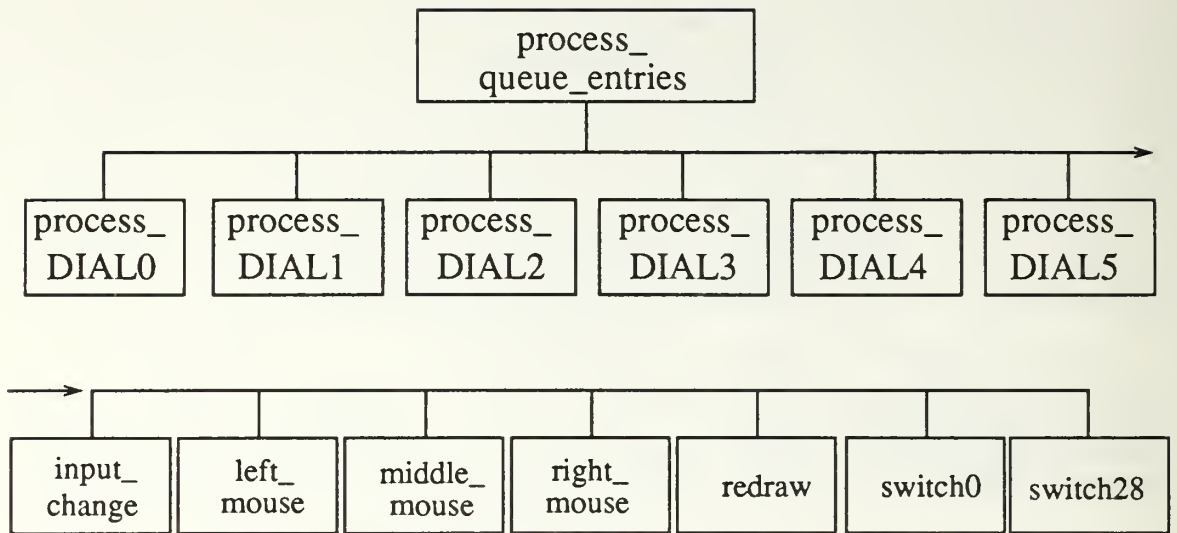 process_
queue_entries
process_
DIAL0
process_
DIAL1
process_
DIAL2
process_
DIAL3
process_
DIAL4
process_
DIAL5
input_
change
left_
mouse
middle_
mouse
right_
mouse
redraw
switch0
switch28